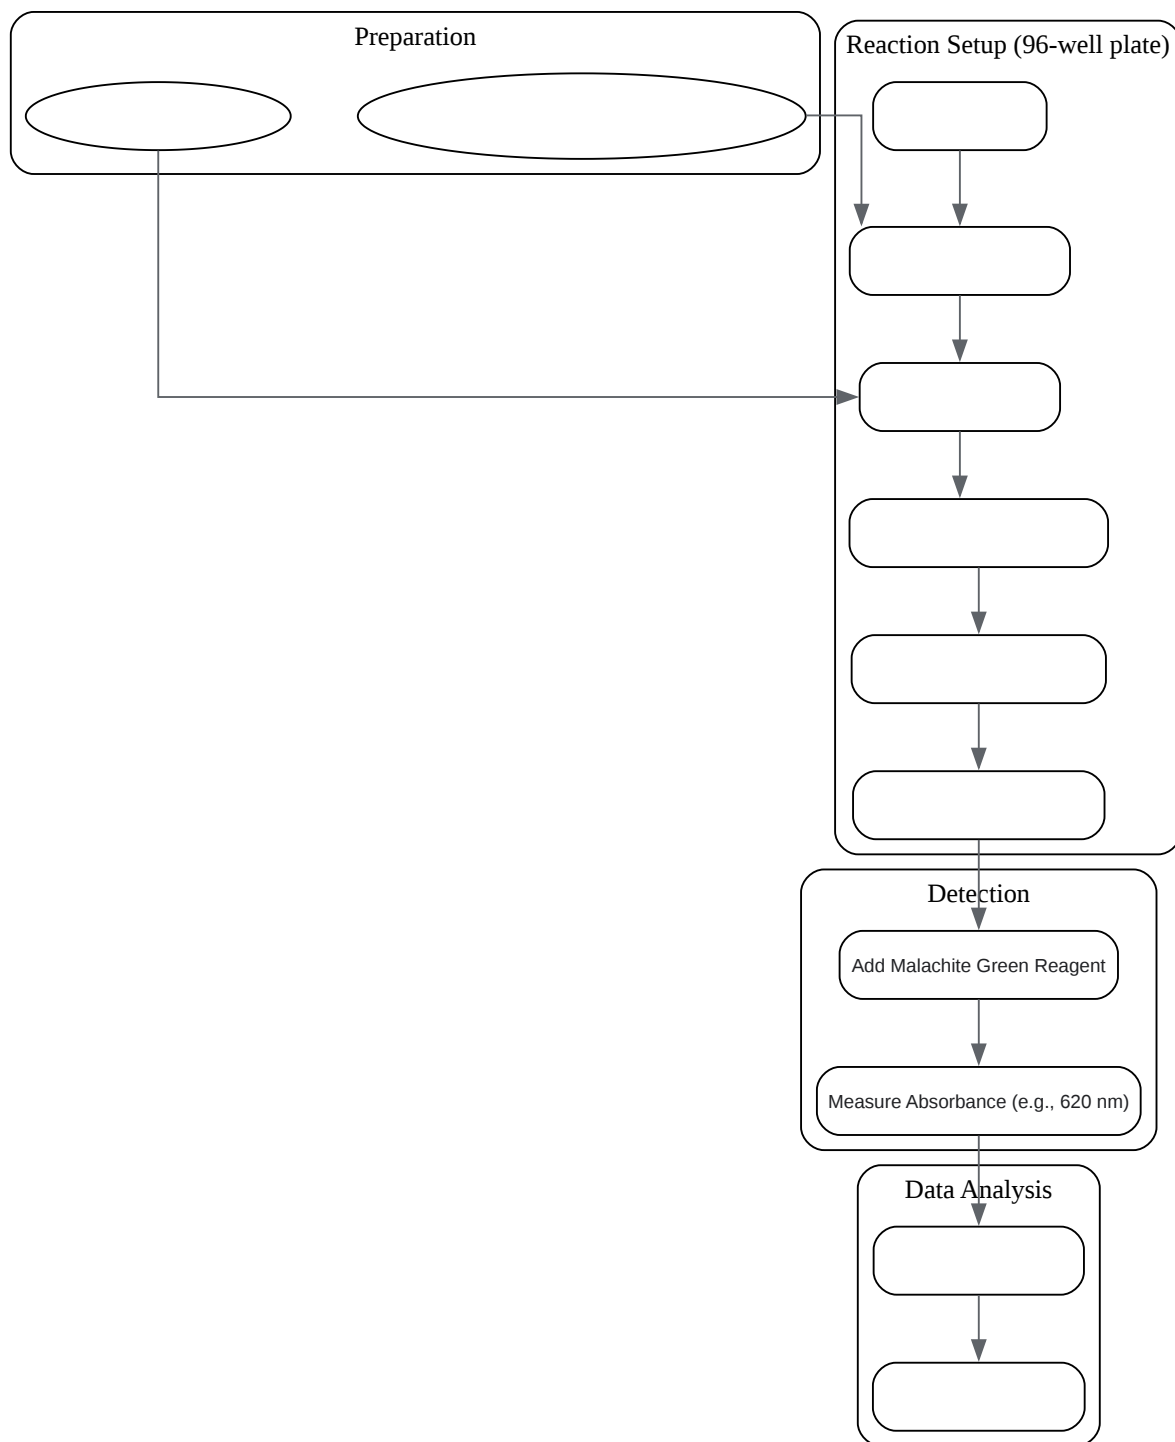 Preparation
Reaction Setup (96-well plate)
Detection
Add Malachite Green Reagent
Measure Absorbance (e.g., 620 nm)
Data Analysis